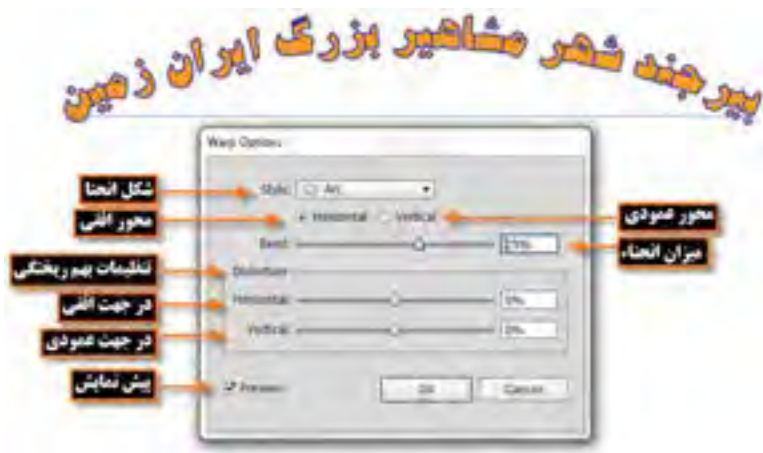 بیرجند شهر مشاهیر بزرگ ایران زمین
Warp Options
شکل انحنا
Style: Arc
محور افقی
Horizontal Vertical
محور عمودی
Bend:
میزان انحناء
تنظیمات بهم ریختگی
Distortion
در جهت افقی
Horizontal: 0%
در جهت عمودی
Vertical: 0%
پیش نمایش
Preview OK Cancel